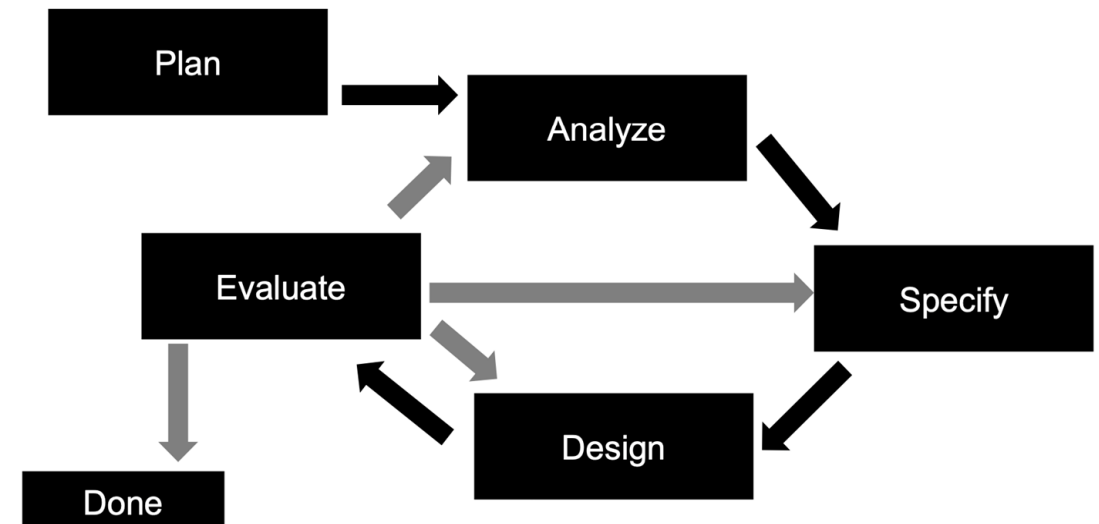 Plan
Analyze
Evaluate
Specify
Design
Done